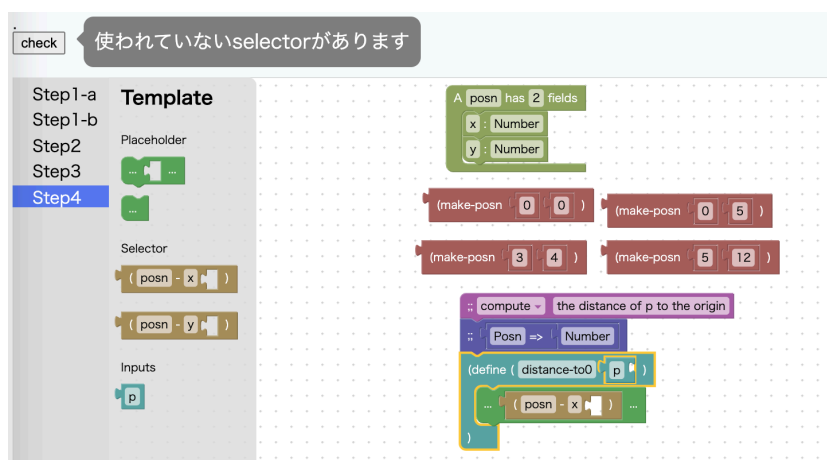 check
使われていないselectorがあります
Step1-a
Step1-b
Step2
Step3
Step4
Template
Placeholder
... ...
...
Selector
( posn - x )
( posn - y )
Inputs
p
A posn has 2 fields
x : Number
y : Number
(make-posn 0 0 )
(make-posn 0 5 )
(make-posn 3 4 )
(make-posn 5 12 )
;; compute the distance of p to the origin
;; Posn => Number
(define ( distance-to0 p )
... ( posn - x ) ...
)